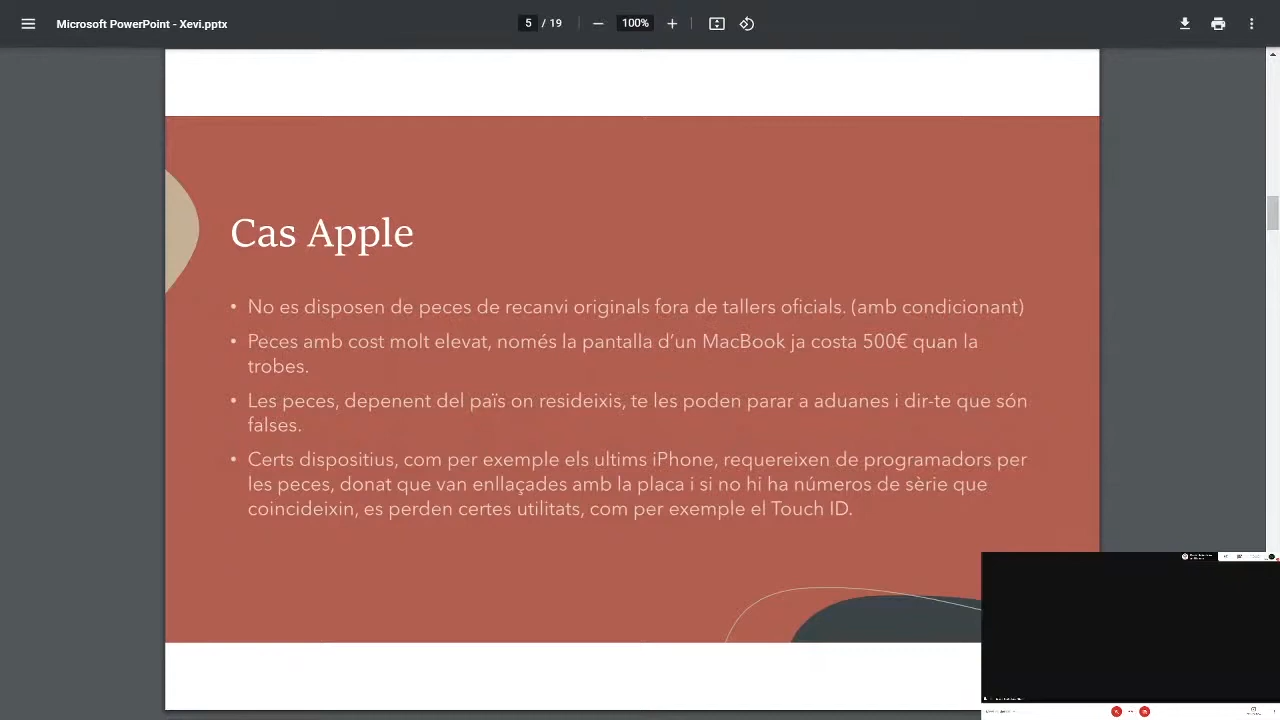 Microsoft PowerPoint - Xevi.pptx
5 / 19
100%
Cas Apple
• No es disposen de peces de recanvi originals fora de tallers oficials. (amb condicionant)
• Peces amb cost molt elevat, només la pantalla d’un MacBook ja costa 500€ quan la
trobes.
• Les peces, depenent del país on resideixis, te les poden parar a aduanes i dir-te que són
falses.
• Certs dispositius, com per exemple els ultims iPhone, requereixen de programadors per
les peces, donat que van enllaçades amb la placa i si no hi ha números de sèrie que
coincideixin, es perden certes utilitats, com per exemple el Touch ID.